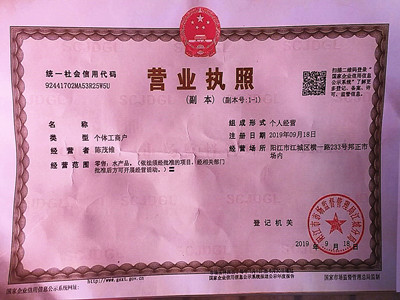 统一社会信用代码
92441702MA53R25W5U
营业执照
(副 本) (副本号:1-1)
扫描二维码登录“
国家企业信用信息
公示系统”了解更
多登记、备案、许
可、监管信息。
名 称
类 型 个体工商户
经 营 者 陈茂维
经 营 范 围 零售:水产品。(依法须经批准的项目,经相关部门
批准后方可开展经营活动。)
组 成 形 式 个人经营
注 册 日 期 2019年09月18日
经 营 场 所 阳江市江城区横一路233号邦正市
场内
登 记 机 关
2019 年 9 月 18 日
国家企业信用信息公示系统网址:
http://www.gsxt.gov.cn
国家市场监督管理总局监制